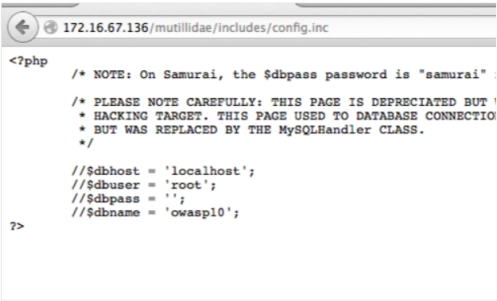 172.16.67.136/mutillidae/includes/config.inc
<?php
/* NOTE: On Samurai, the $dbpass password is "samurai"
/* PLEASE NOTE CAREFULLY: THIS PAGE IS DEPRECIATED BUT
* HACKING TARGET. THIS PAGE USED TO DATABASE CONNECTIO
* BUT WAS REPLACED BY THE MySQLHandler CLASS.
*/
//$dbhost = 'localhost';
//$dbuser = 'root';
//$dbpass = '';
//$dbname = 'owasp10';
?>